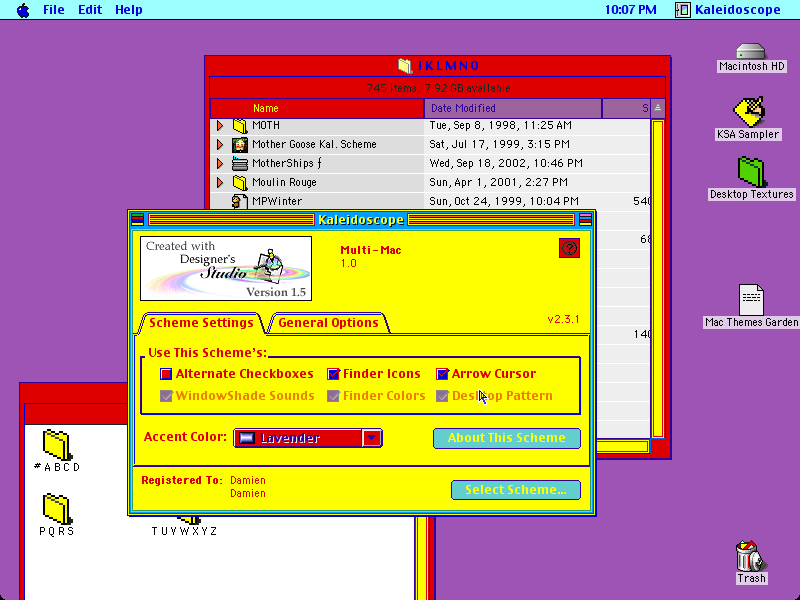 File Edit Help
10:07 PM Kaleidoscope
JKLMNO
745 items, 7.92 GB available
Name Date Modified S
MOTH Tue, Sep 8, 1998, 11:25 AM
Mother Goose Kal. Scheme Sat, Jul 17, 1999, 3:15 PM
MotherShips ƒ Wed, Sep 18, 2002, 10:46 PM
Moulin Rouge Sun, Apr 1, 2001, 2:27 PM
MPWinter Sun, Oct 24, 1999, 10:04 PM 540
68
140
Macintosh HD
KSA Sampler
Desktop Textures
Mac Themes Garden
Trash
Kaleidoscope
Created with
Designer's
Studio
Version 1.5
Multi-Mac
1.0
?
v2.3.1
Scheme Settings General Options
Use This Scheme's:
Alternate Checkboxes Finder Icons Arrow Cursor
WindowShade Sounds Finder Colors Desktop Pattern
Accent Color: Lavender About This Scheme
Registered To: Damien
Damien
Select Scheme...
#ABCD
PQRS
TUVWXYZ